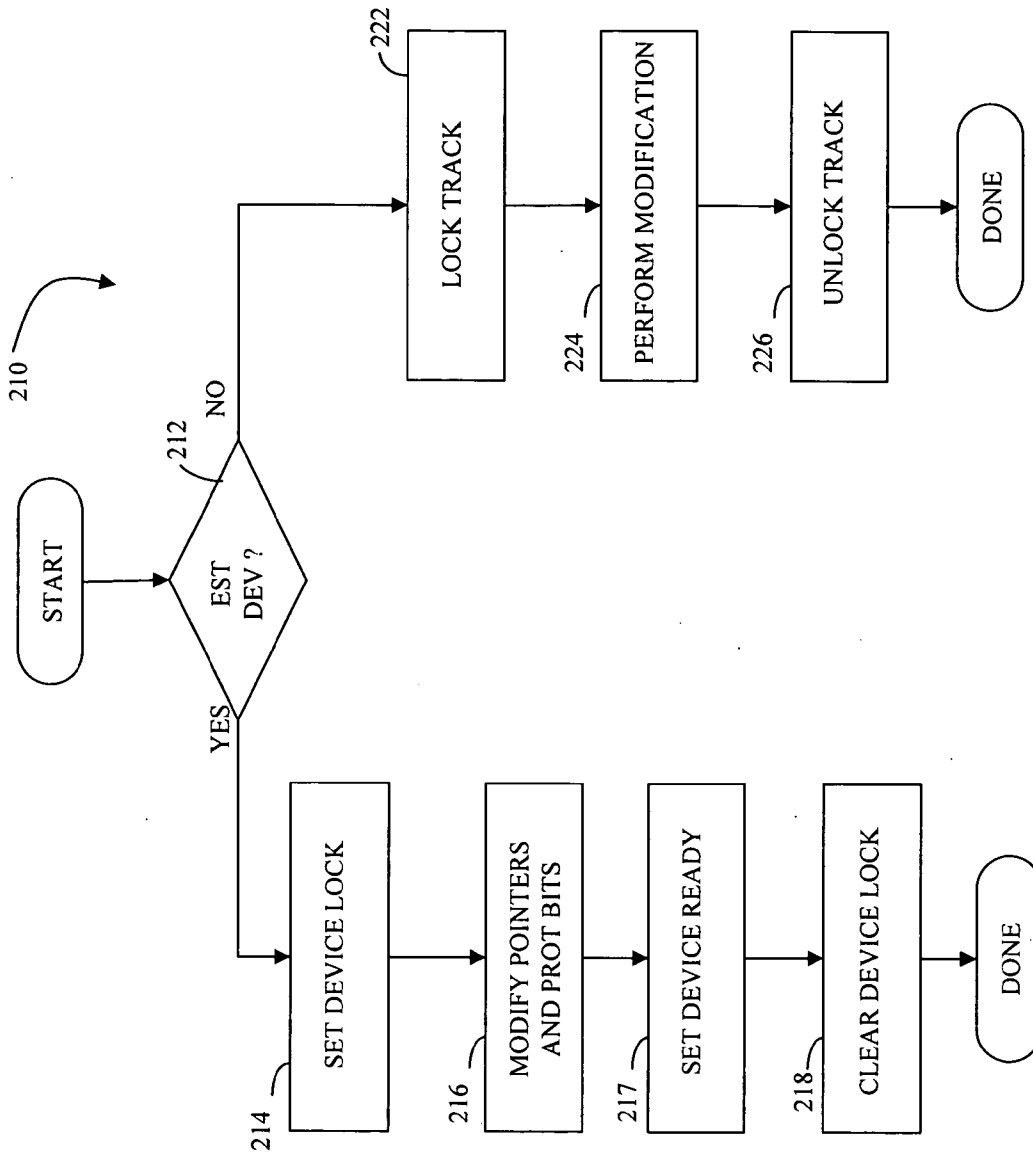 210
START
212
EST
DEV ?
YES
NO
214
SET DEVICE LOCK
216
MODIFY POINTERS
AND PROT BITS
217
SET DEVICE READY
218
CLEAR DEVICE LOCK
DONE
222
LOCK TRACK
224
PERFORM MODIFICATION
226
UNLOCK TRACK
DONE